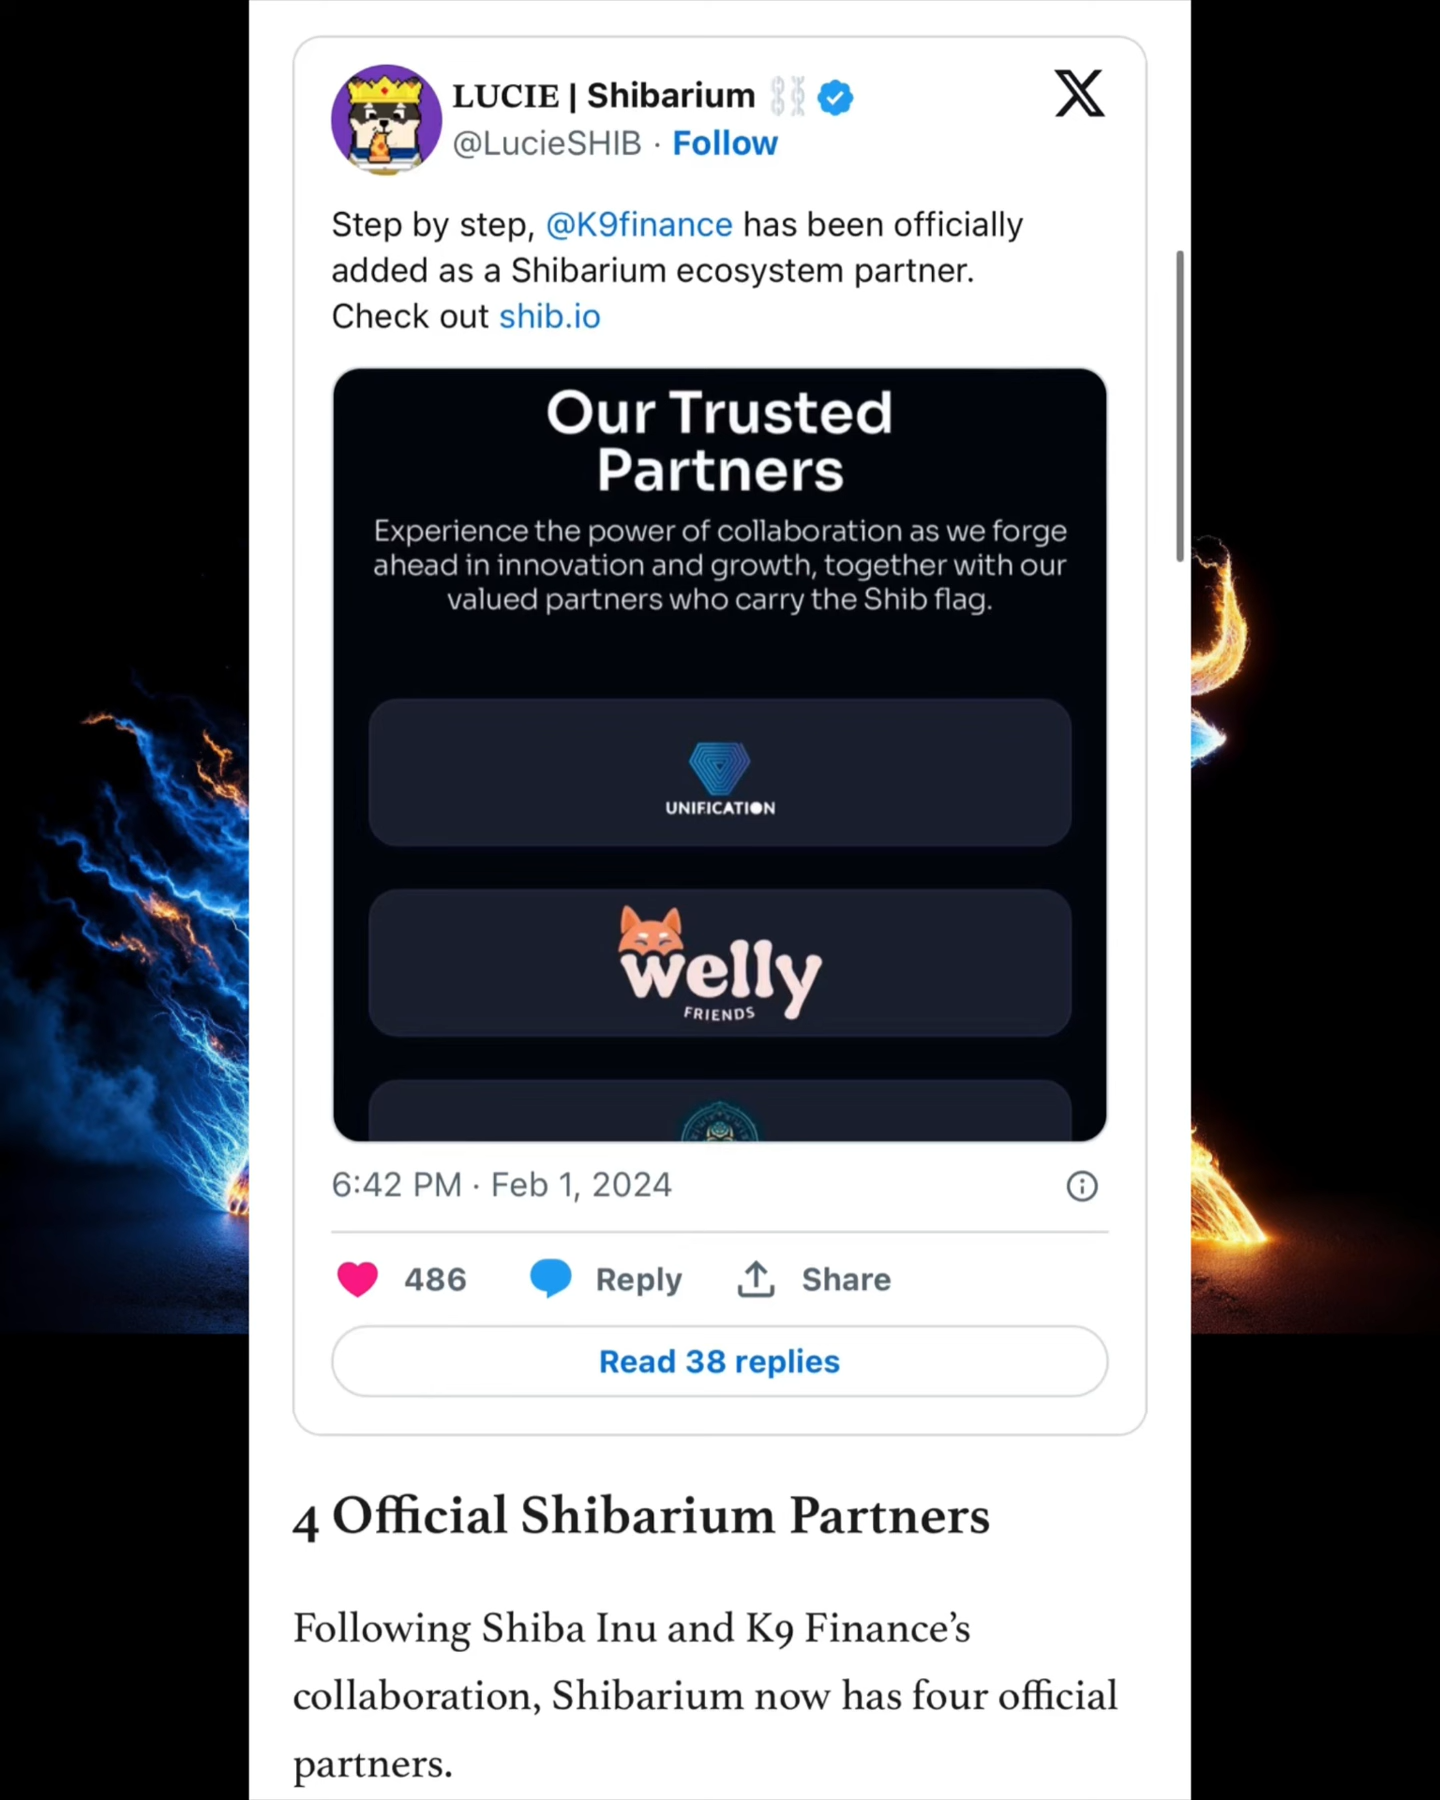 LUCIE | Shibarium ⛓️⛓️
@LucieSHIB · Follow
Step by step, @K9finance has been officially
added as a Shibarium ecosystem partner.
Check out shib.io
Our Trusted
Partners
Experience the power of collaboration as we forge
ahead in innovation and growth, together with our
valued partners who carry the Shib flag.
UNIFICATION
welly
FRIENDS
6:42 PM · Feb 1, 2024
486 Reply Share
Read 38 replies
4 Official Shibarium Partners
Following Shiba Inu and K9 Finance’s
collaboration, Shibarium now has four official
partners.